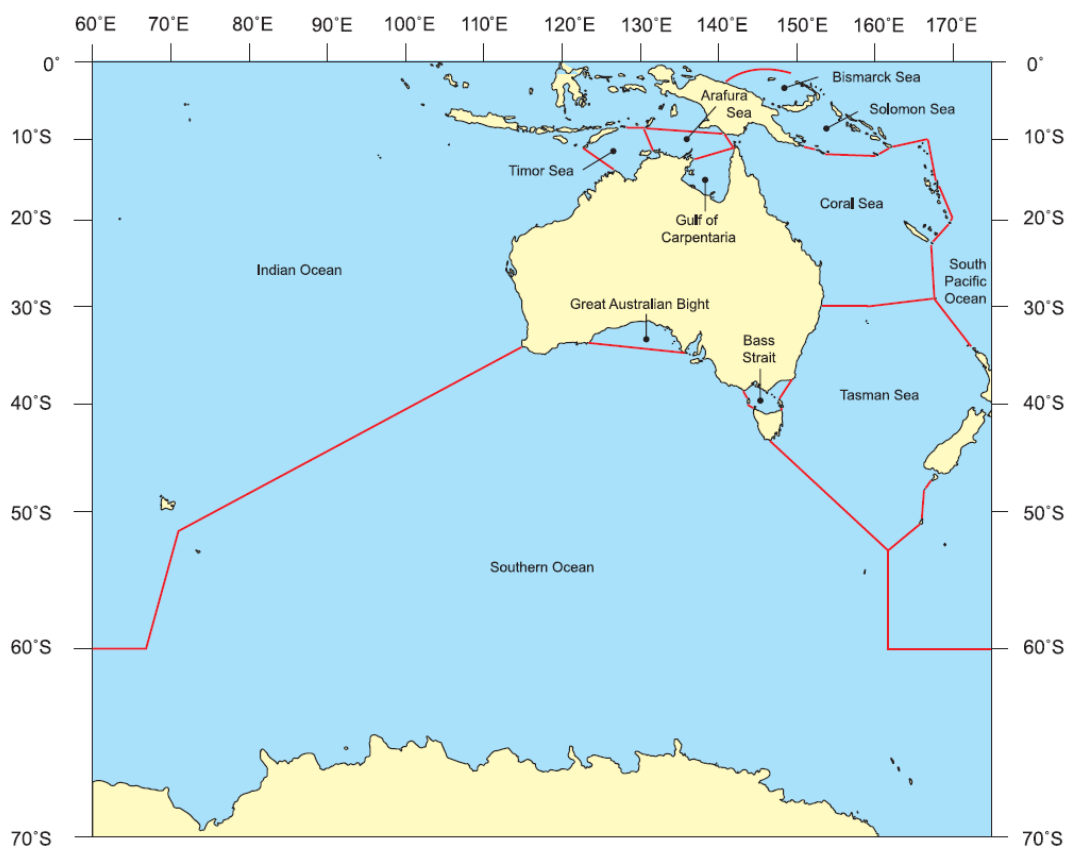 60˚E 70˚E 80˚E 90˚E 100˚E 110˚E 120˚E 130˚E 140˚E 150˚E 160˚E 170˚E
0˚ 0˚
Bismarck Sea
Arafura
Sea
Solomon Sea
10˚S 10˚S
Timor Sea
Coral Sea
20˚S 20˚S
Gulf of
Carpentaria
Indian Ocean
South
Pacific
Ocean
30˚S 30˚S
Great Australian Bight
Bass
Strait
Tasman Sea
40˚S 40˚S
50˚S 50˚S
Southern Ocean
60˚S 60˚S
70˚S 70˚S